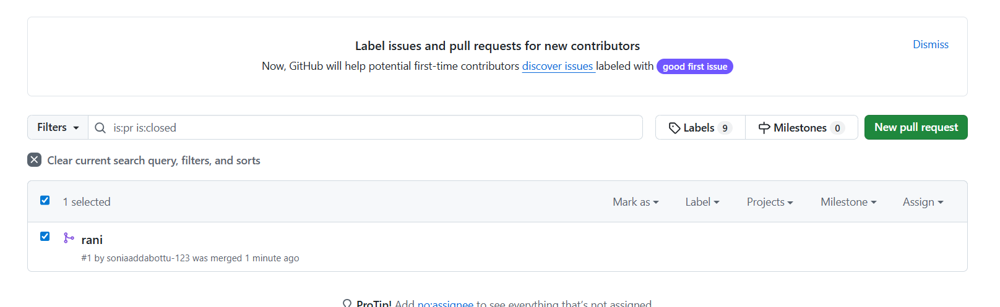 Label issues and pull requests for new contributors
Dismiss
Now, GitHub will help potential first-time contributors discover issues labeled with good first issue
Filters is:pr is:closed Labels 9 Milestones 0 New pull request
Clear current search query, filters, and sorts
1 selected Mark as Label Projects Milestone Assign
rani
#1 by soniaaddabottu-123 was merged 1 minute ago
ProTip! Add no:assignee to see everything that's not assigned